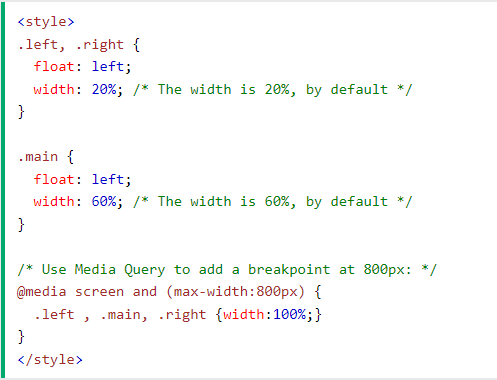 <style>
.left, .right {
  float: left;
  width: 20%; /* The width is 20%, by default */
}

.main {
  float: left;
  width: 60%; /* The width is 60%, by default */
}

/* Use Media Query to add a breakpoint at 800px: */
@media screen and (max-width:800px) {
  .left , .main, .right {width:100%;}
}
</style>